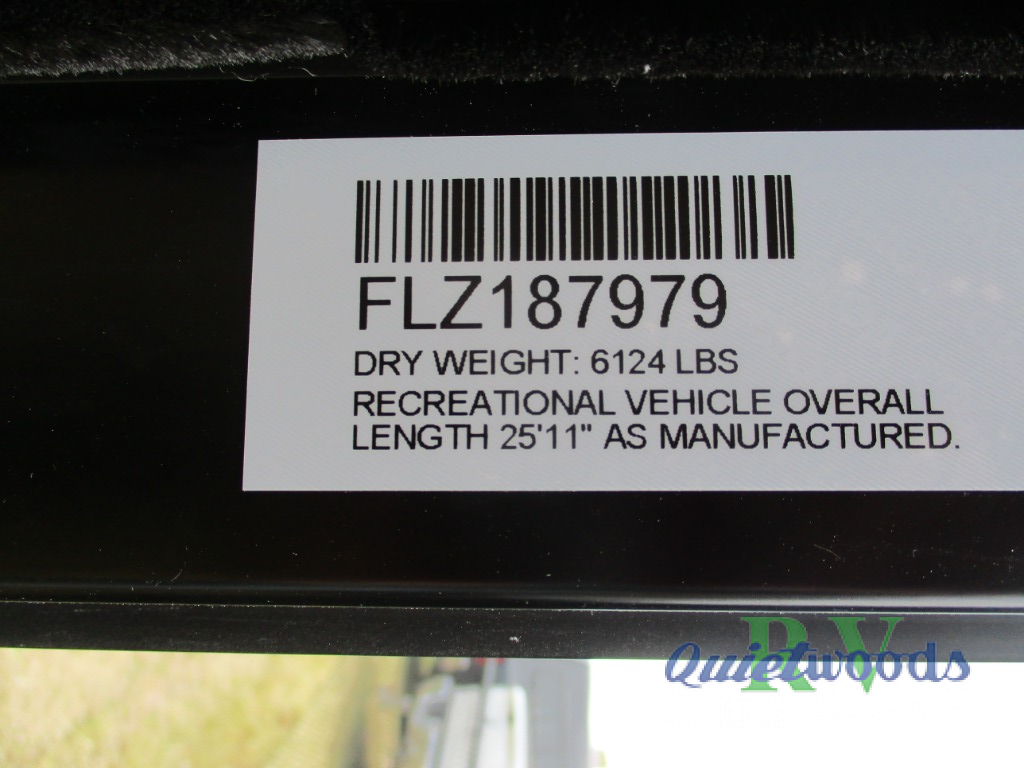 FLZ187979
DRY WEIGHT: 6124 LBS
RECREATIONAL VEHICLE OVERALL
LENGTH 25'11" AS MANUFACTURED.
Quietwoods RV